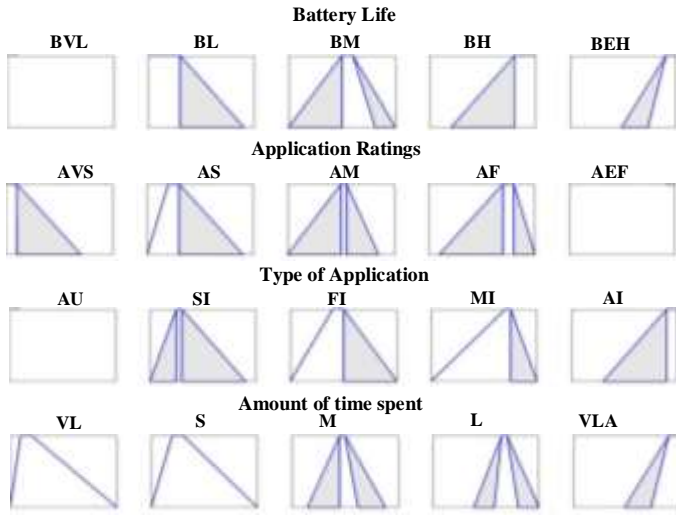 Battery Life
BVL BL BM BH BEH
Application Ratings
AVS AS AM AF AEF
Type of Application
AU SI FI MI AI
Amount of time spent
VL S M L VLA